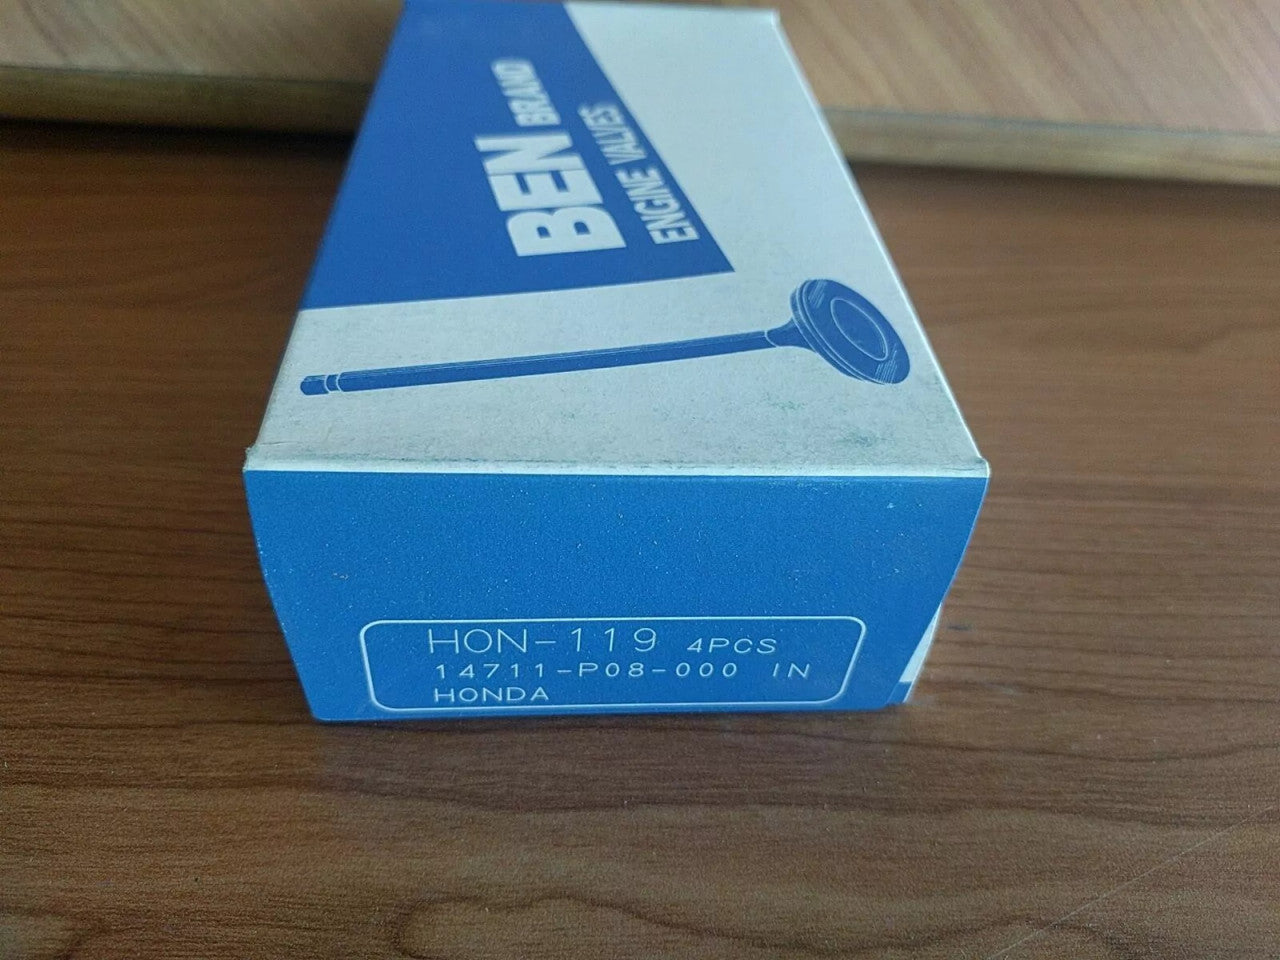 BEN BRAND
ENGINE VALVES
HON-119 4PCS
14711-P08-000 IN
HONDA